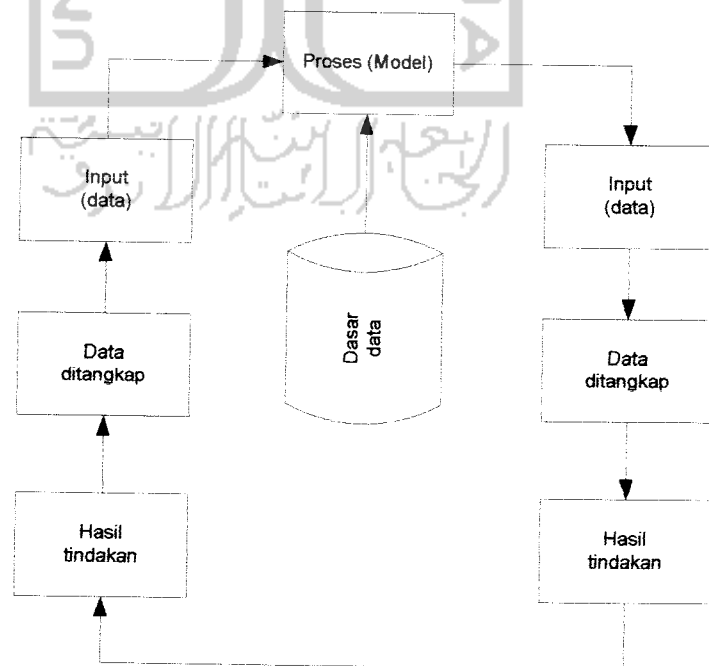 Proses (Model)
Input
(data)
Input
(data)
Dasar
data
Data
ditangkap
Data
ditangkap
Hasil
tindakan
Hasil
tindakan